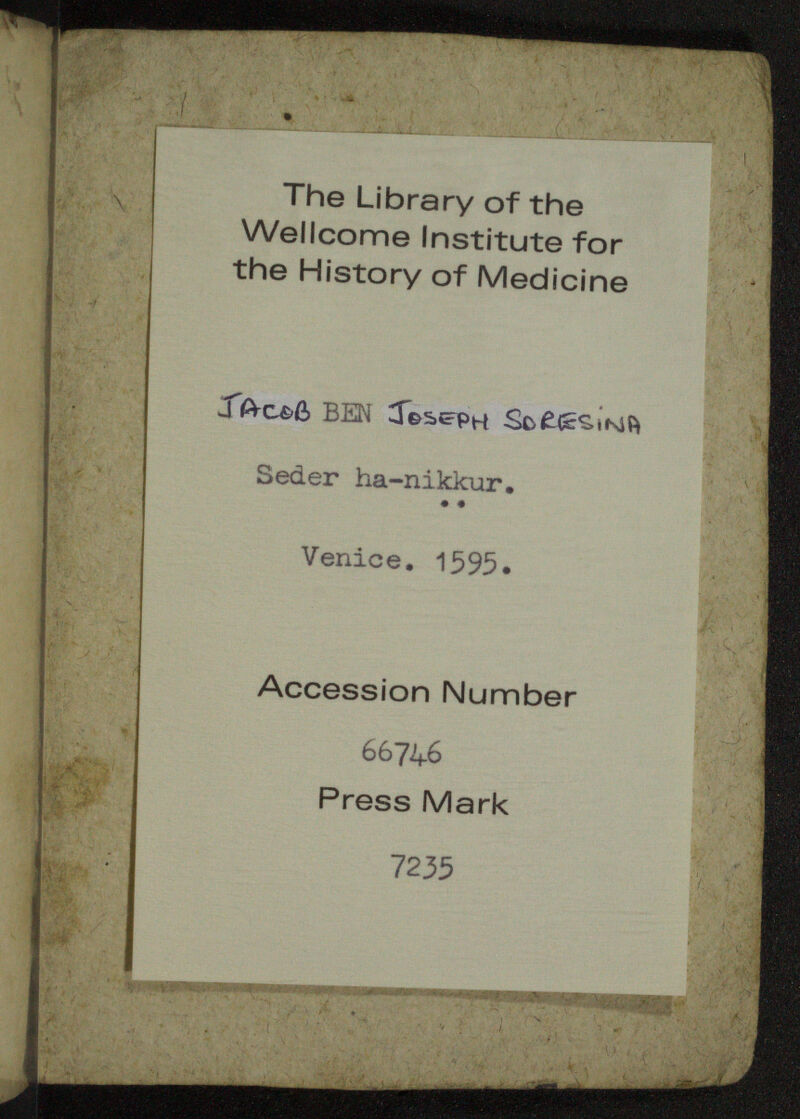 The Library of the
Wellcome Institute for
the History of Medicine
JACOB BEN JOSEPH SORESINA
Seder ha-niḳḳur.
Venice. 1595.
Accession Number
66746
Press Mark
7235